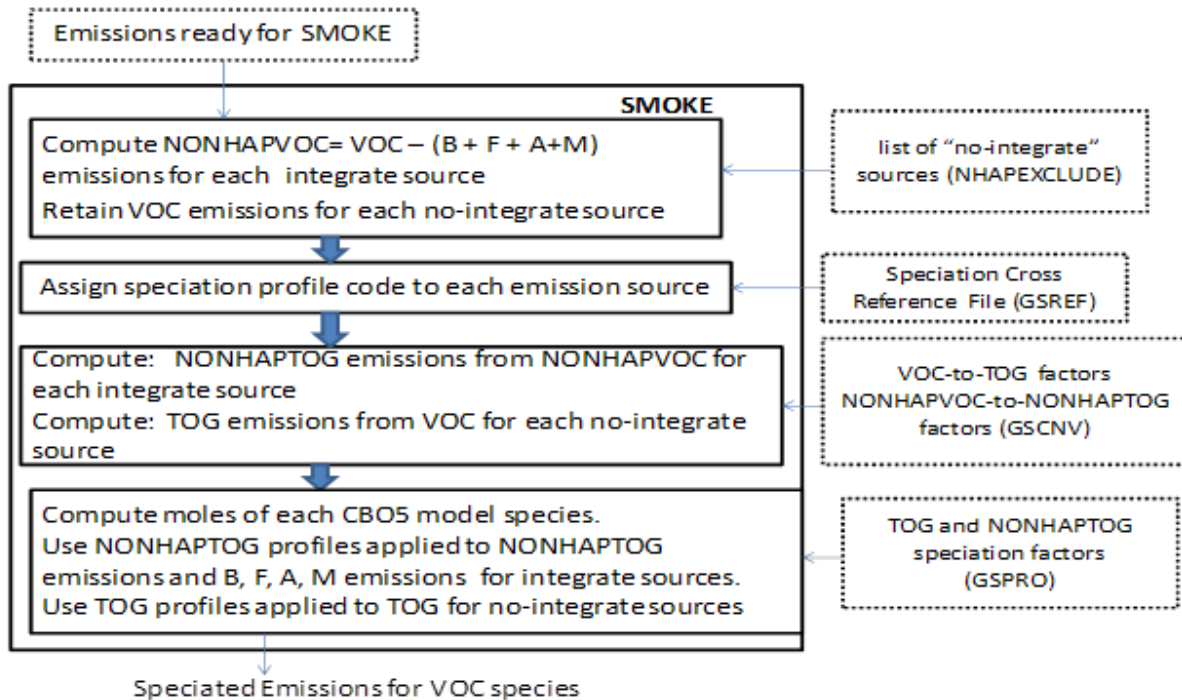 Emissions ready for SMOKE
SMOKE
Compute NONHAPVOC= VOC – (B + F + A+M)
emissions for each integrate source
Retain VOC emissions for each no-integrate source
list of “no-integrate”
sources (NHAPEXCLUDE)
Assign speciation profile code to each emission source
Speciation Cross
Reference File (GSREF)
Compute: NONHAPTOG emissions from NONHAPVOC for
each integrate source
Compute: TOG emissions from VOC for each no-integrate
source
VOC-to-TOG factors
NONHAPVOC-to-NONHAPTOG
factors (GSCNV)
Compute moles of each CBO5 model species.
Use NONHAPTOG profiles applied to NONHAPTOG
emissions and B, F, A, M emissions for integrate sources.
Use TOG profiles applied to TOG for no-integrate sources
TOG and NONHAPTOG
speciation factors
(GSPRO)
Speciated Emissions for VOC species